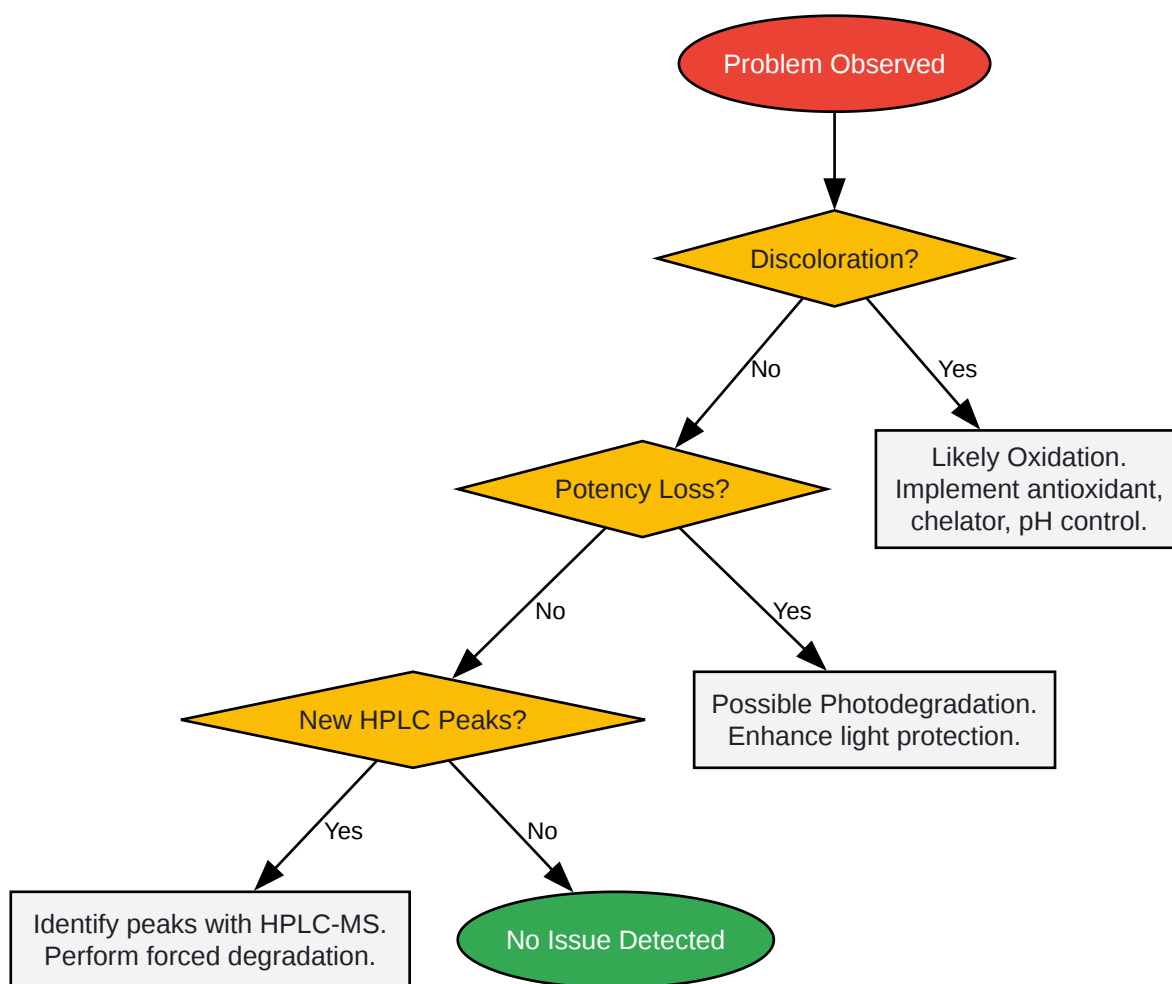 Problem Observed
Discoloration?
No
Yes
Likely Oxidation.
Implement antioxidant,
chelator, pH control.
Potency Loss?
No
Yes
Possible Photodegradation.
Enhance light protection.
New HPLC Peaks?
Yes
No
Identify peaks with HPLC-MS.
Perform forced degradation.
No Issue Detected